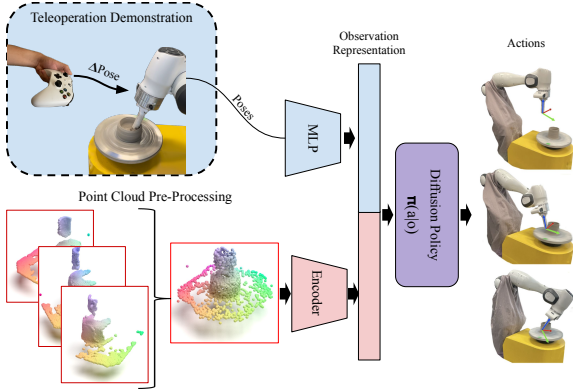 Teleoperation Demonstration
ΔPose
Poses
MLP
Observation
Representation
Actions
Diffusion Policy
π(a|o)
Point Cloud Pre-Processing
Encoder